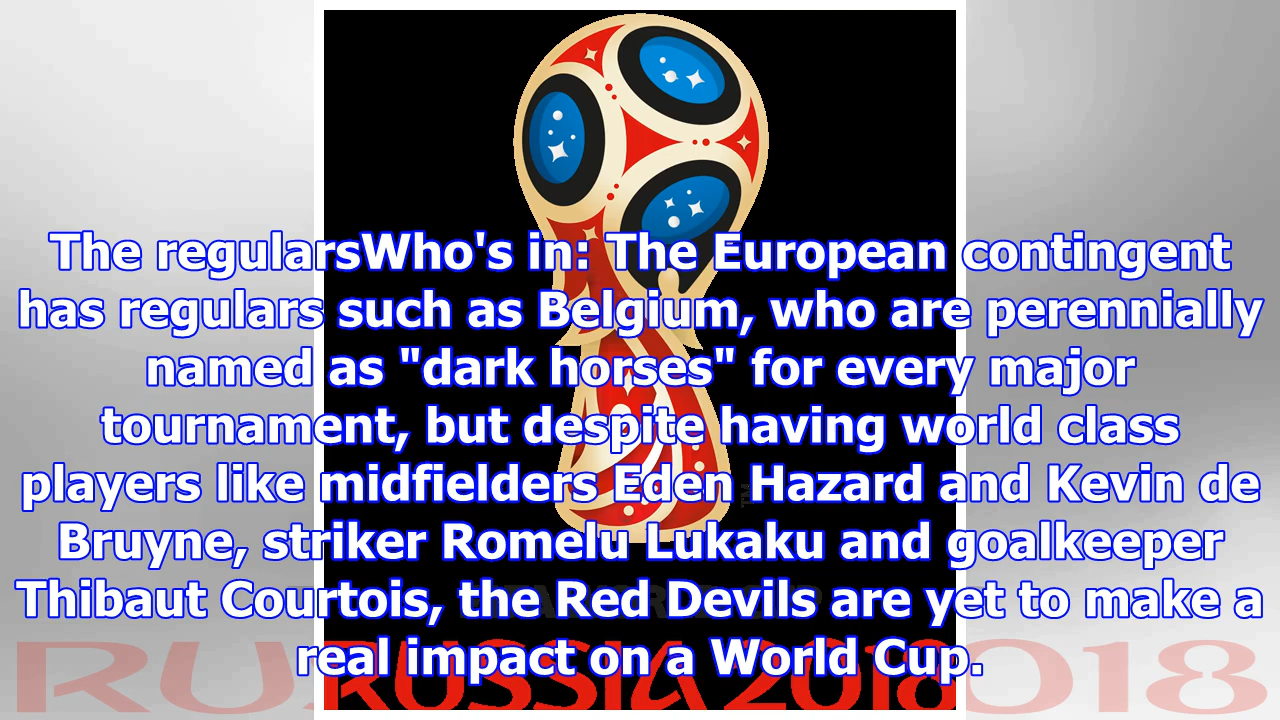 The regularsWho's in: The European contingent
has regulars such as Belgium, who are perennially
named as "dark horses" for every major
tournament, but despite having world class
players like midfielders Eden Hazard and Kevin de
Bruyne, striker Romelu Lukaku and goalkeeper
Thibaut Courtois, the Red Devils are yet to make a
real impact on a World Cup.
RUSSIA 2018